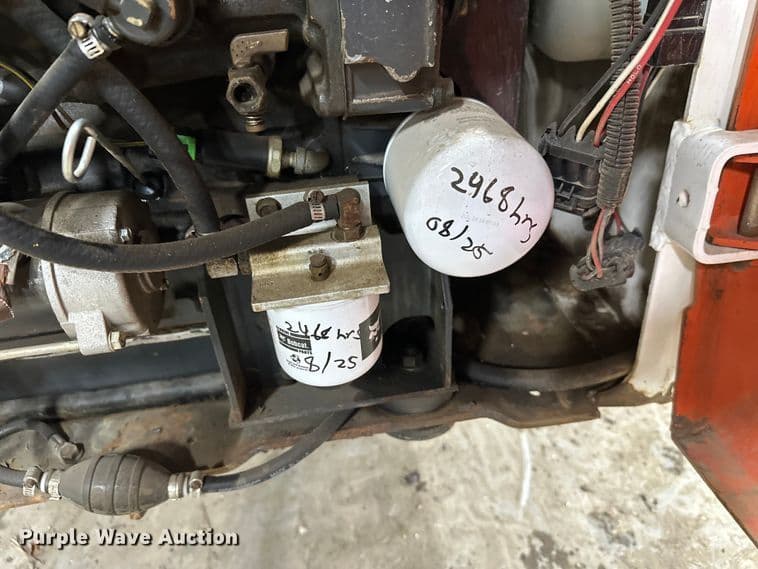 2468 hrs
08/25
2468 hrs
Bobcat
8/25
Purple Wave Auction